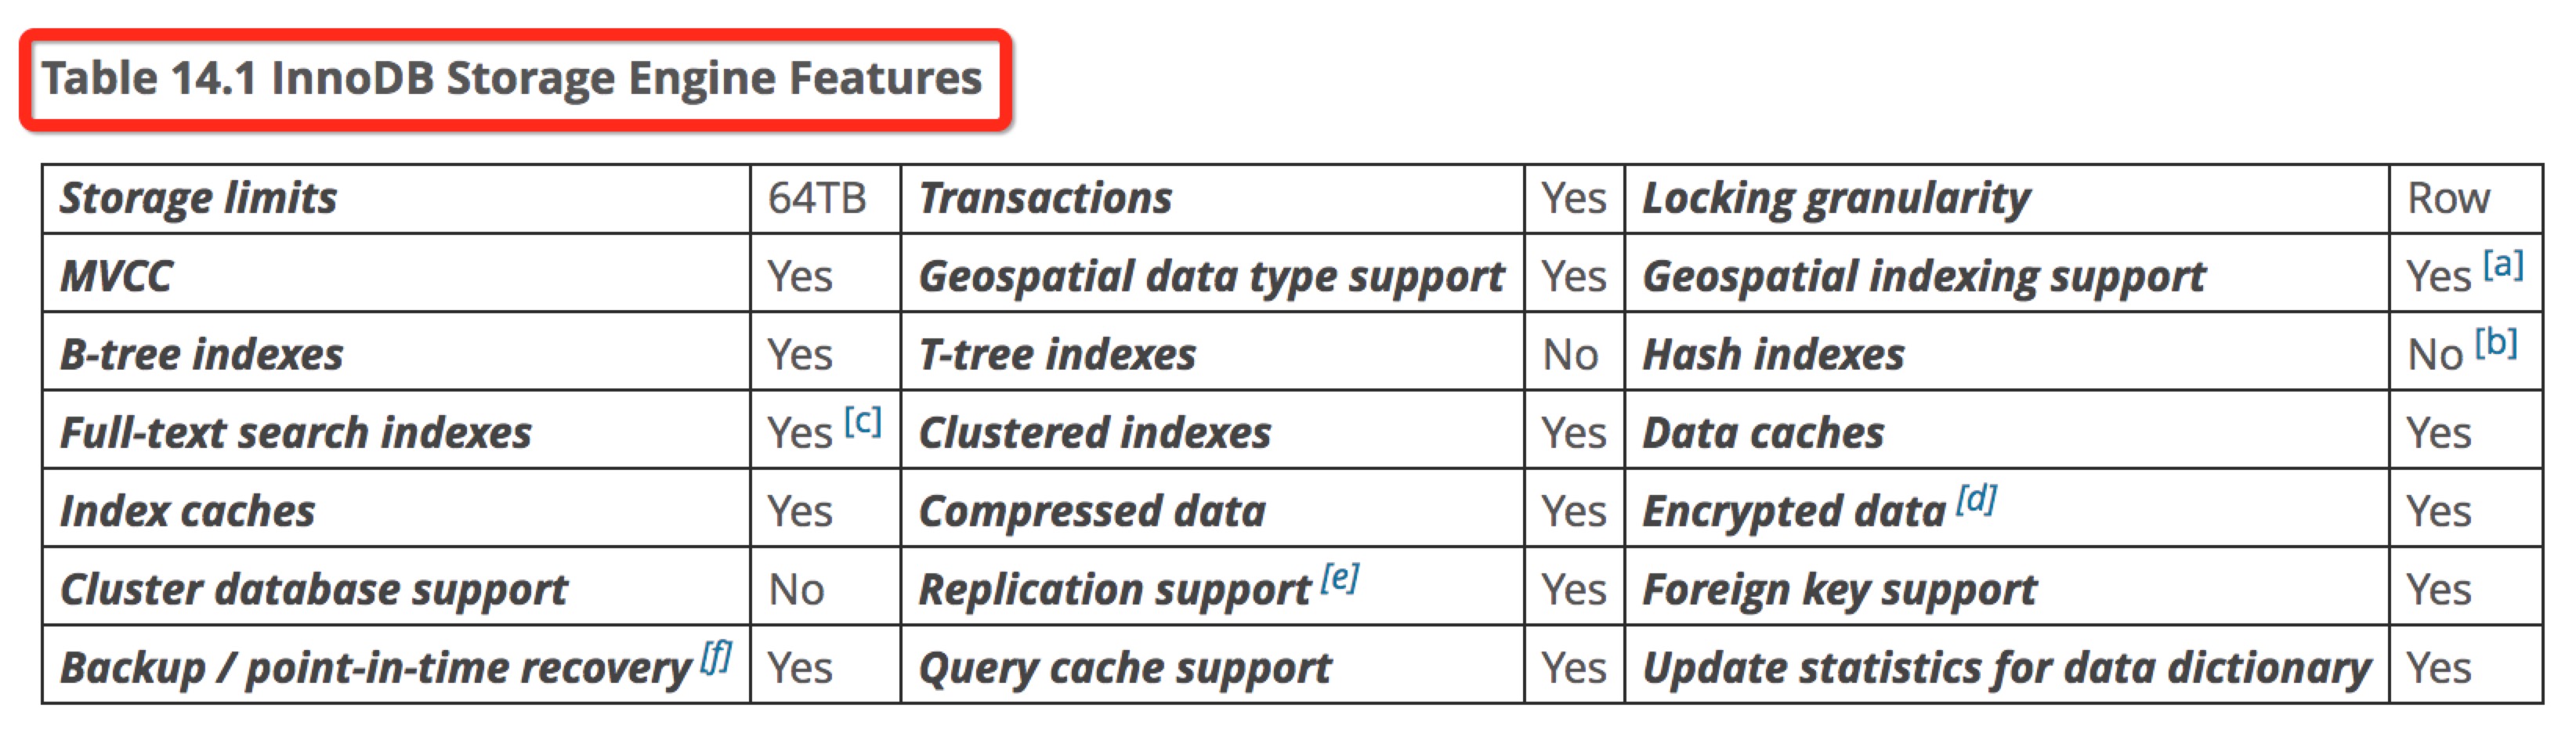 Table 14.1 InnoDB Storage Engine Features
Storage limits 64TB Transactions Yes Locking granularity Row
MVCC Yes Geospatial data type support Yes Geospatial indexing support Yes [a]
B-tree indexes Yes T-tree indexes No Hash indexes No [b]
Full-text search indexes Yes [c] Clustered indexes Yes Data caches Yes
Index caches Yes Compressed data Yes Encrypted data [d] Yes
Cluster database support No Replication support [e] Yes Foreign key support Yes
Backup / point-in-time recovery [f] Yes Query cache support Yes Update statistics for data dictionary Yes